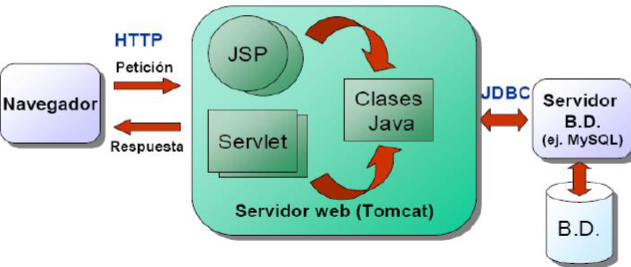 HTTP
Petición
Navegador
Respuesta
JSP
Servlet
Clases
Java
Servidor web (Tomcat)
JDBC
Servidor
B.D.
(ej. MySQL)
B.D.